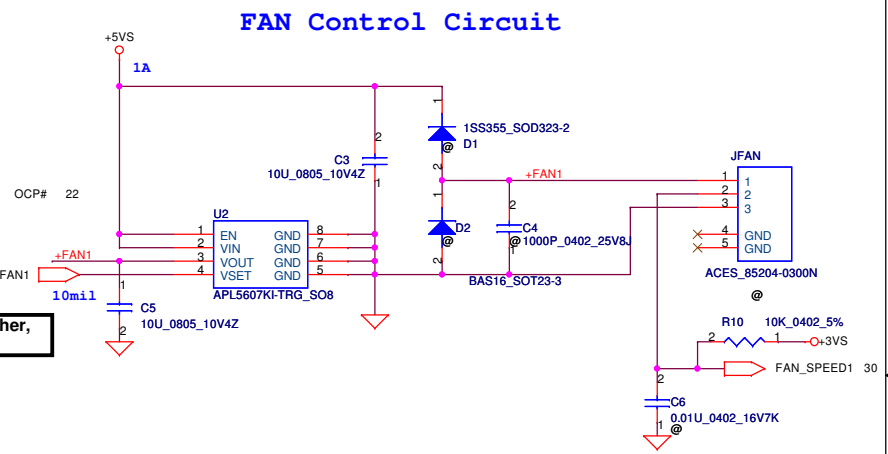 FAN Control Circuit
+5VS
1A
1
2
1SS355_SOD323-2
@
D1
2
C3
10U_0805_10V4Z
1
JFAN
+FAN1
1 1
2 2
3 3
4 GND
5 GND
ACES_85204-0300N
@
OCP# 22
U2
1 EN GND 8
2 VIN GND 7
3 VOUT GND 6
4 VSET GND 5
APL5607KI-TRG_SO8
1
D2
@
2
BAS16_SOT23-3
2
C4
@ 1000P_0402_25V8J
1
+FAN1
FAN1
10mil
1
C5
10U_0805_10V4Z
2
her,
R10 10K_0402_5%
2 1
+3VS
FAN_SPEED1 30
2
C6
0.01U_0402_16V7K
1
@